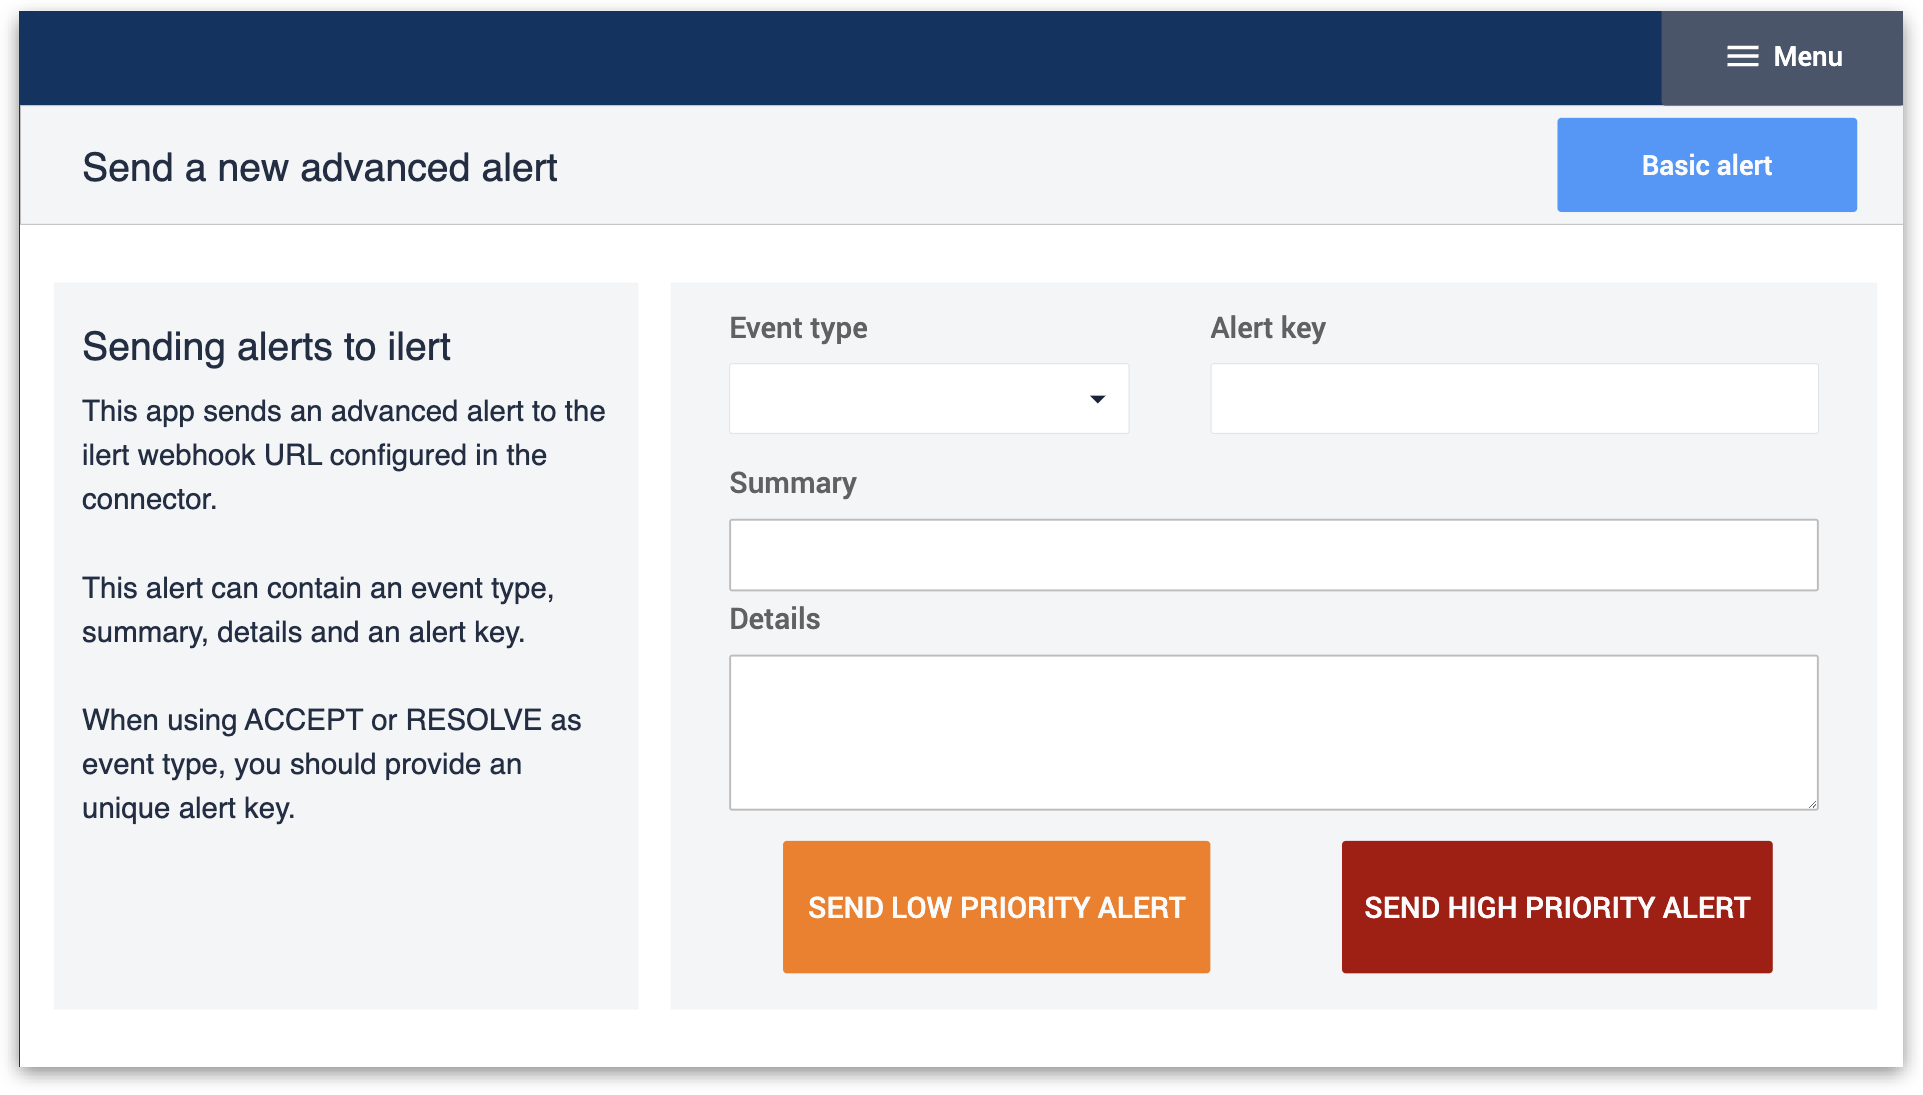 Menu
Send a new advanced alert
Basic alert
Sending alerts to ilert
This app sends an advanced alert to the
ilert webhook URL configured in the
connector.
This alert can contain an event type,
summary, details and an alert key.
When using ACCEPT or RESOLVE as
event type, you should provide an
unique alert key.
Event type
Alert key
Summary
Details
SEND LOW PRIORITY ALERT
SEND HIGH PRIORITY ALERT